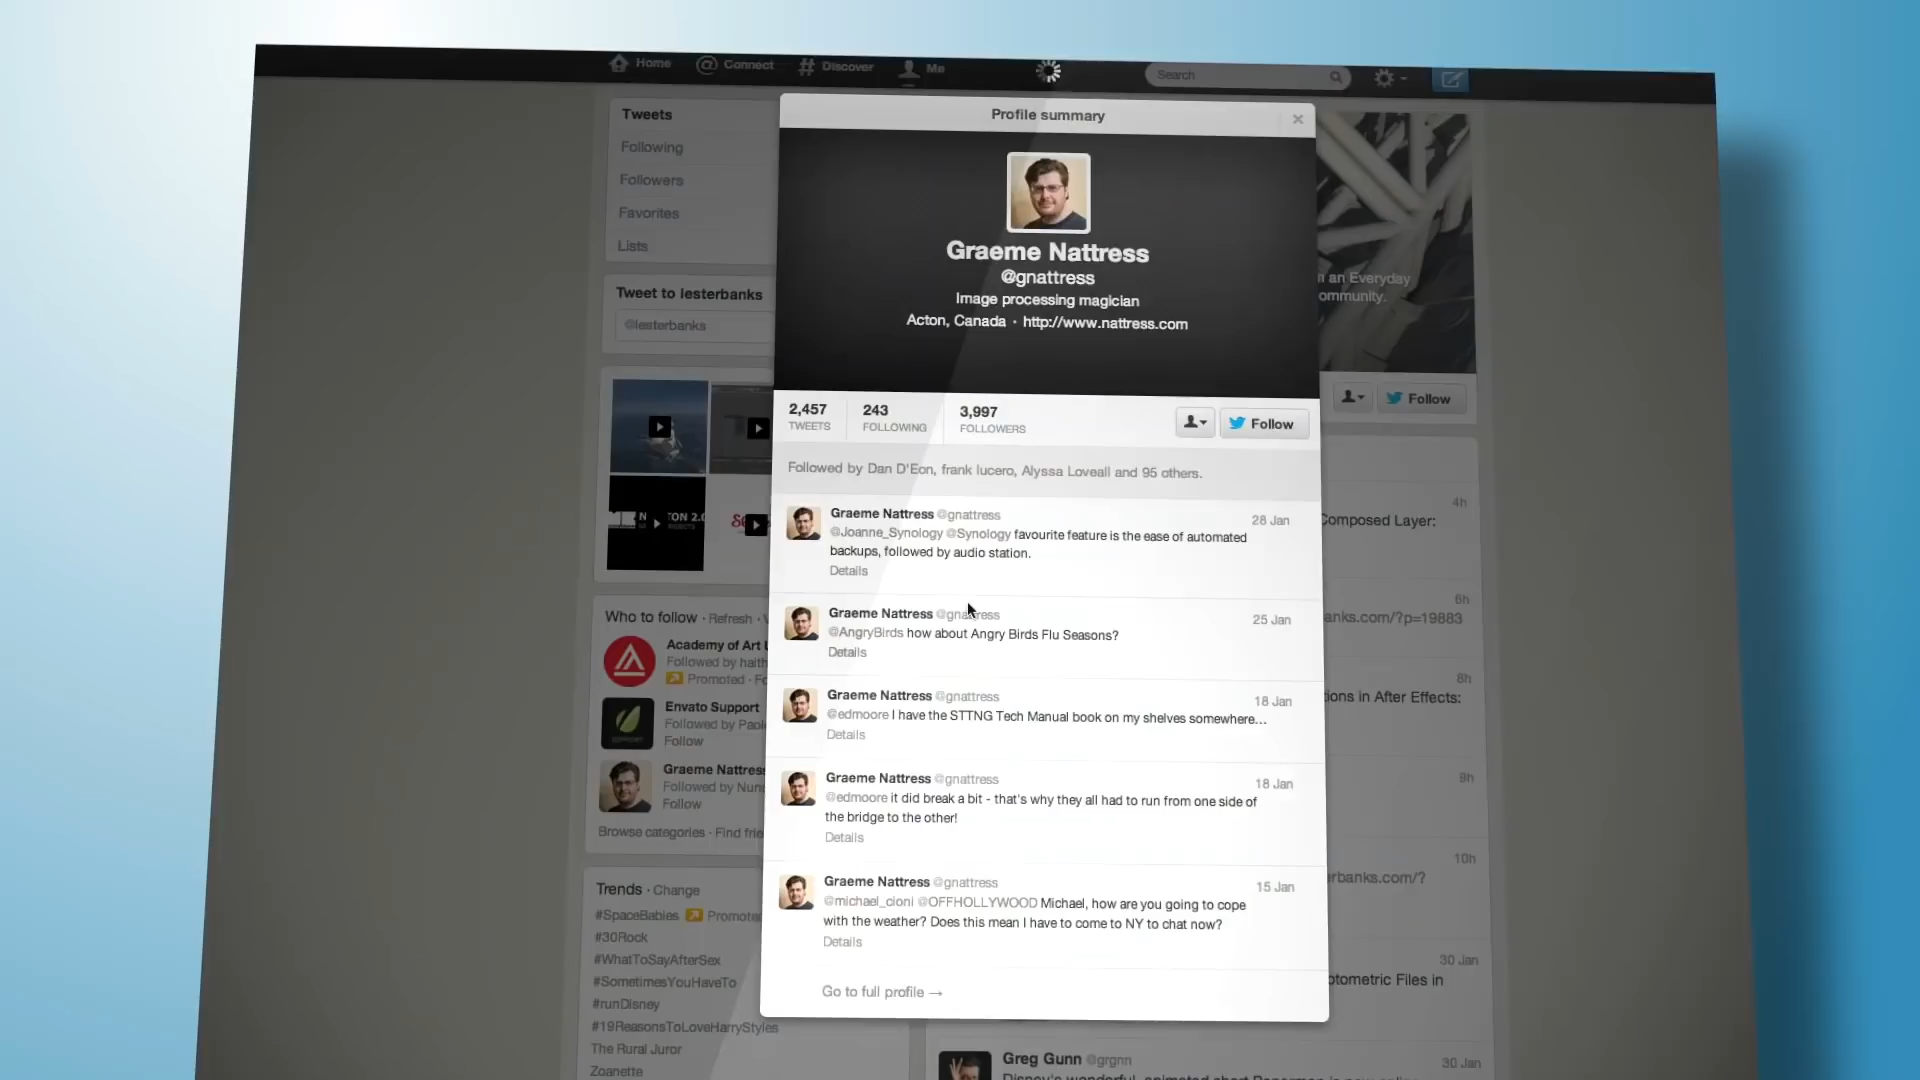 Home
Connect
Discover
Me
Search
Tweets
Following
Followers
Favorites
Lists
Tweet to lesterbanks
@lesterbanks
Who to follow · Refresh ·
Academy of Art
Followed by
Promoted ·
Envato Support
Followed by
Follow
Graeme Nattress
Followed by
Follow
Browse categories · Find
Trends · Change
#SpaceBabies Promoted
#30Rock
#WhatToSayAfterSex
#SometimesYouHaveTo
#runDisney
#19ReasonsToLoveHarryStyles
The Rural Juror
Zoanette
Profile summary
Graeme Nattress
@gnattress
Image processing magician
Acton, Canada · http://www.nattress.com
2,457
TWEETS
243
FOLLOWING
3,997
FOLLOWERS
Follow
Followed by Dan D'Eon, frank lucero, Alyssa Loveall and 95 others.
Graeme Nattress @gnattress 28 Jan
@Joanne_Synology @Synology favourite feature is the ease of automated
backups, followed by audio station.
Details
Graeme Nattress @gnattress 25 Jan
@AngryBirds how about Angry Birds Flu Seasons?
Details
Graeme Nattress @gnattress 18 Jan
@edmoore I have the STTNG Tech Manual book on my shelves somewhere...
Details
Graeme Nattress @gnattress 18 Jan
@edmoore it did break a bit - that's why they all had to run from one side of
the bridge to the other!
Details
Graeme Nattress @gnattress 15 Jan
@michael_cioni @OFFHOLLYWOOD Michael, how are you going to cope
with the weather? Does this mean I have to come to NY to chat now?
Details
Go to full profile →
an Everyday
ommunity.
Follow
4h
Composed Layer:
6h
anks.com/?p=19883
8h
tions in After Effects:
9h
10h
erbanks.com/?
30 Jan
ptometric Files in
Greg Gunn @grgnn 30 Jan